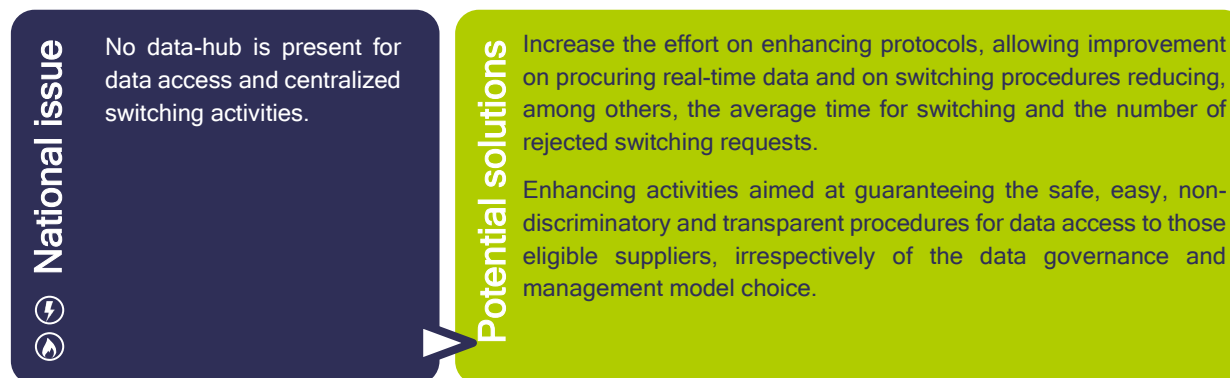 National issue
No data-hub is present for
data access and centralized
switching activities.
Potential solutions
Increase the effort on enhancing protocols, allowing improvement
on procuring real-time data and on switching procedures reducing,
among others, the average time for switching and the number of
rejected switching requests.
Enhancing activities aimed at guaranteeing the safe, easy, non-
discriminatory and transparent procedures for data access to those
eligible suppliers, irrespectively of the data governance and
management model choice.